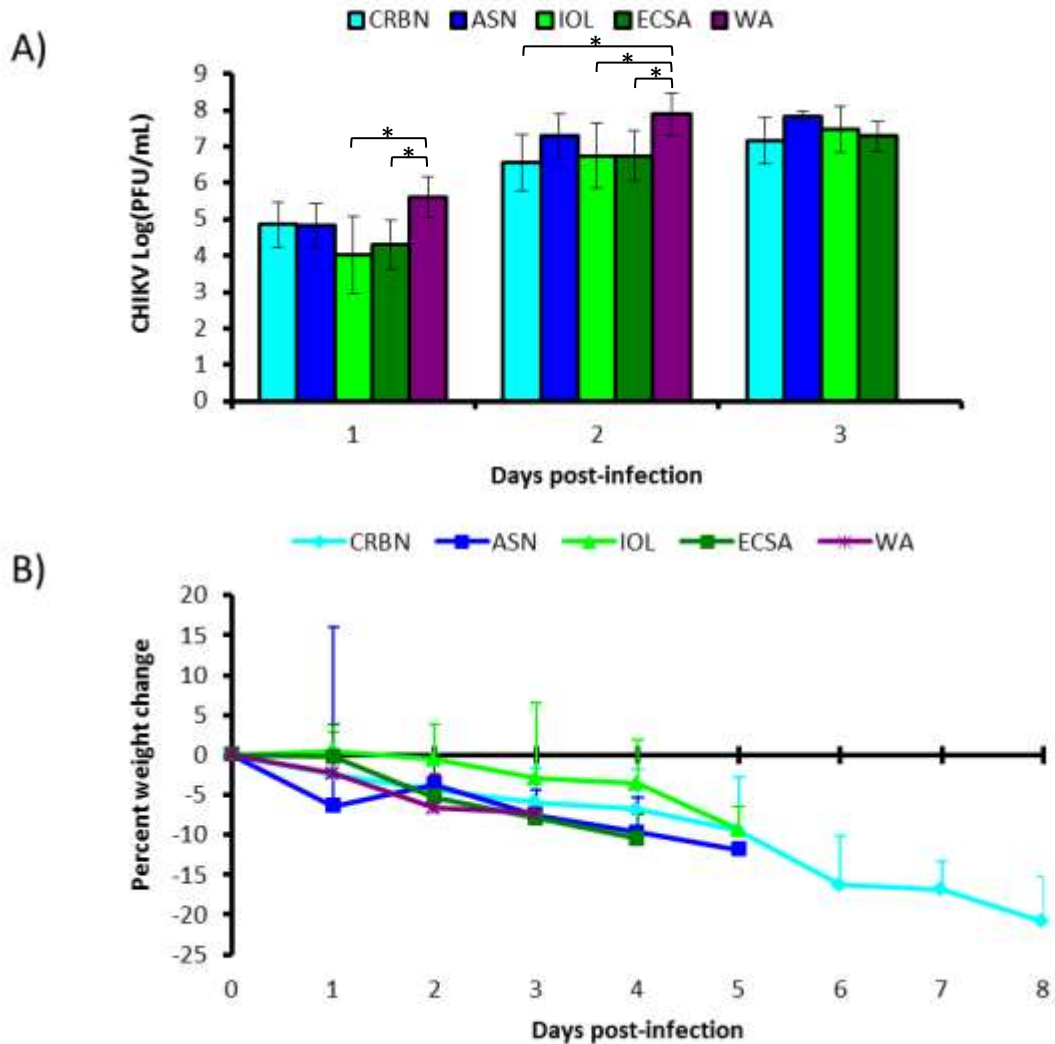 CRBN ASN IOL ECSA WA
A)
* * *
* *
9
8
7
6
5
4
3
2
1
0
CHIKV Log(PFU/mL)
1 2 3
Days post-infection
CRBN ASN IOL ECSA WA
B)
20
15
10
5
0
-5
-10
-15
-20
-25
Percent weight change
0 1 2 3 4 5 6 7 8
Days post-infection